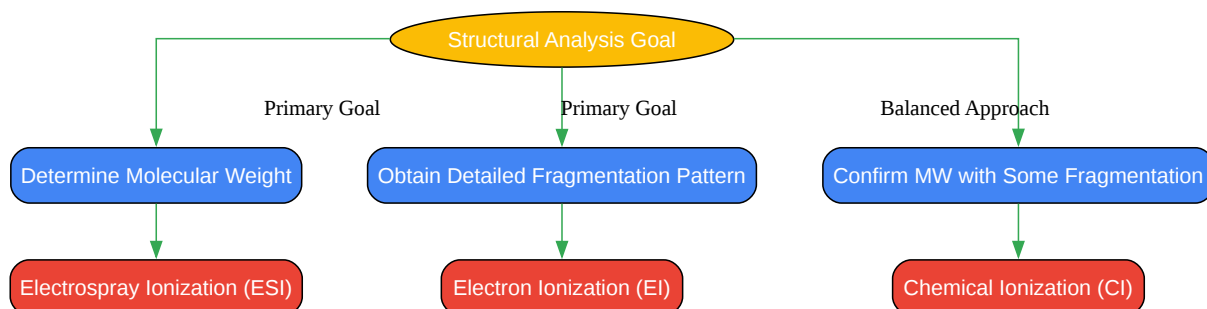 Structural Analysis Goal
Primary Goal
Primary Goal
Balanced Approach
Determine Molecular Weight
Obtain Detailed Fragmentation Pattern
Confirm MW with Some Fragmentation
Electrospray Ionization (ESI)
Electron Ionization (EI)
Chemical Ionization (CI)